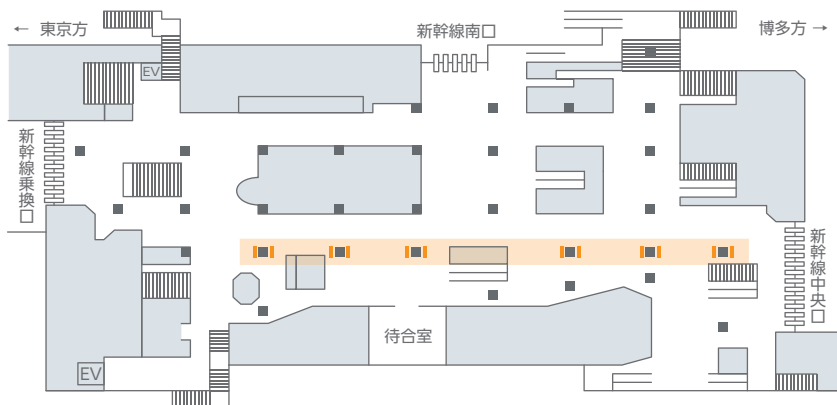 ← 東京方
新幹線南口
博多方 →
EV
新幹線乗換口
新幹線中央口
待合室
EV